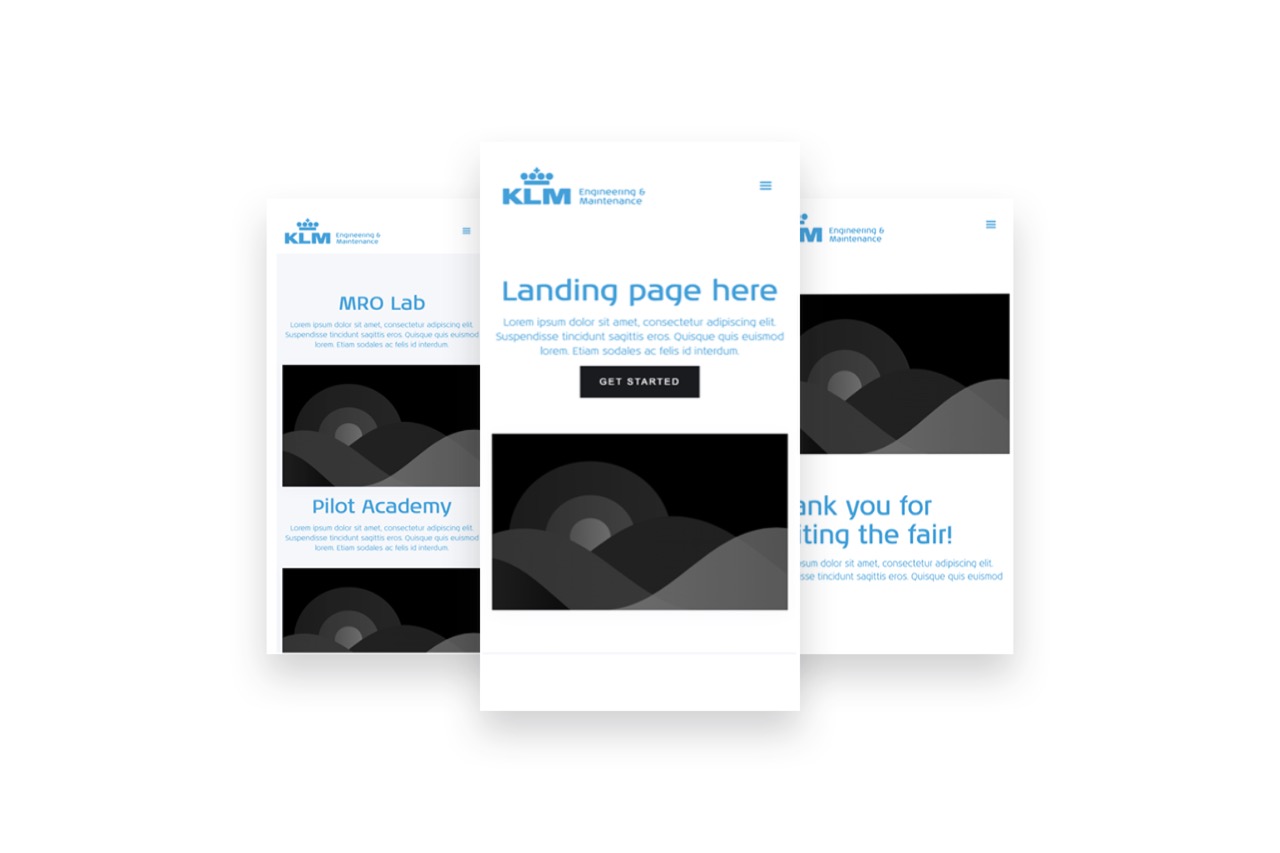 KLM
Engineering &
Maintenance
MRO Lab
Lorem ipsum dolor sit amet, consectetur adipiscing elit.
Suspendisse tincidunt sagittis eros. Quisque quis euismod
lorem. Etiam sodales ac felis id interdum.
Pilot Academy
Lorem ipsum dolor sit amet, consectetur adipiscing elit.
Suspendisse tincidunt sagittis eros. Quisque quis euismod
lorem. Etiam sodales ac felis id interdum.
KLM
Engineering &
Maintenance
Landing page here
Lorem ipsum dolor sit amet, consectetur adipiscing elit.
Suspendisse tincidunt sagittis eros. Quisque quis euismod
lorem. Etiam sodales ac felis id interdum.
GET STARTED
M
Engineering &
Maintenance
ank you for
iting the fair!
sum dolor sit amet, consectetur adipiscing elit.
sse tincidunt sagittis eros. Quisque quis euismod